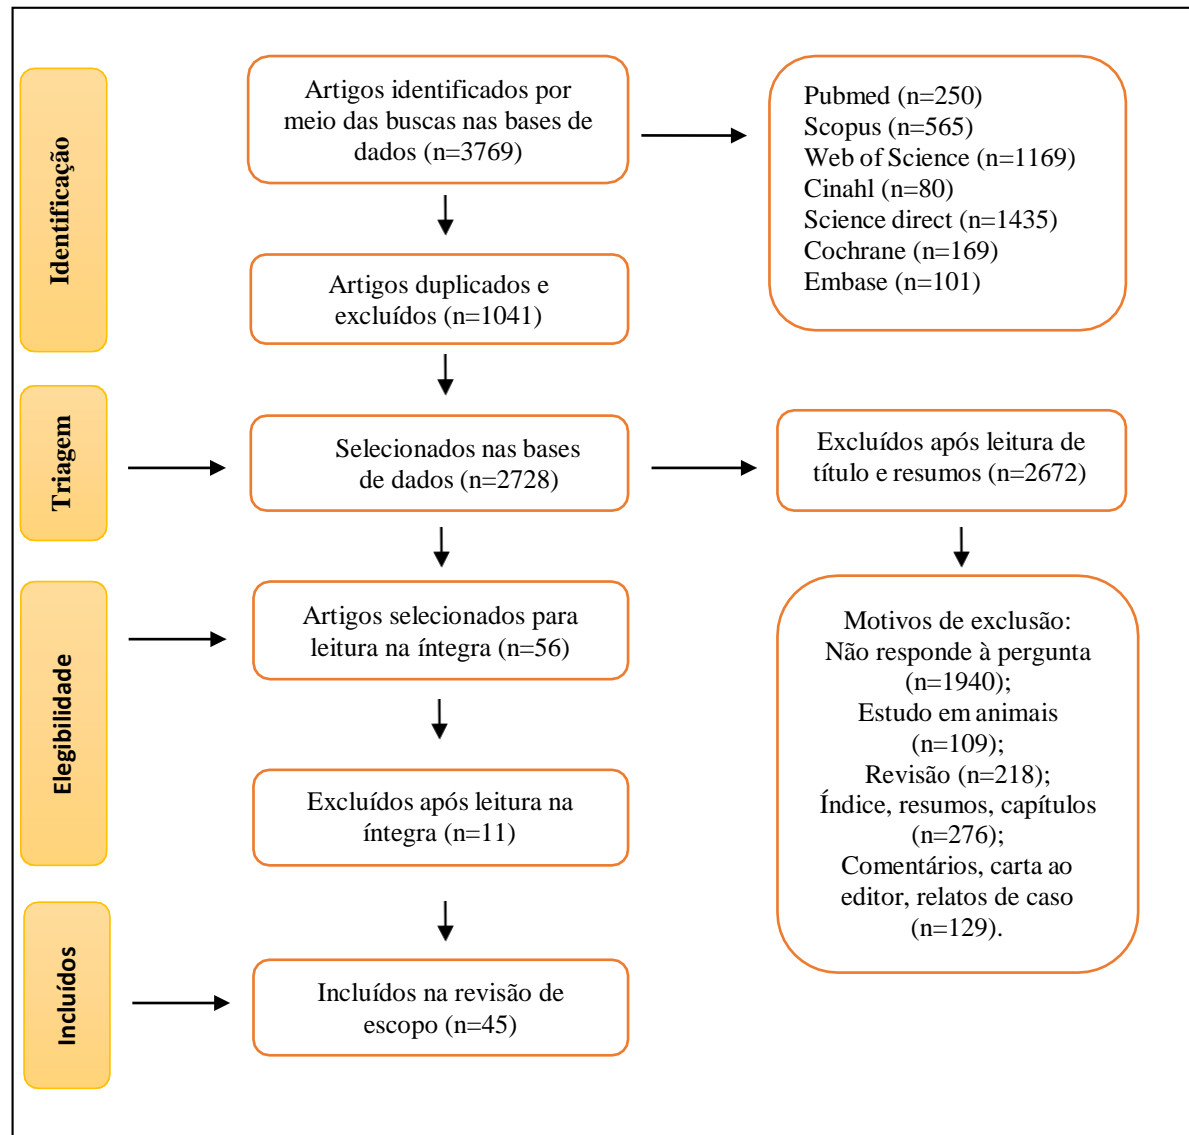 Identificação
Artigos identificados por
meio das buscas nas bases de
dados (n=3769)
Pubmed (n=250)
Scopus (n=565)
Web of Science (n=1169)
Cinahl (n=80)
Science direct (n=1435)
Cochrane (n=169)
Embase (n=101)
Artigos duplicados e
excluídos (n=1041)
Triagem
Selecionados nas bases
de dados (n=2728)
Excluídos após leitura de
título e resumos (n=2672)
Elegibilidade
Artigos selecionados para
leitura na íntegra (n=56)
Motivos de exclusão:
Não responde à pergunta
(n=1940);
Estudo em animais
(n=109);
Revisão (n=218);
Índice, resumos, capítulos
(n=276);
Comentários, carta ao
editor, relatos de caso
(n=129).
Excluídos após leitura na
íntegra (n=11)
Incluídos
Incluídos na revisão de
escopo (n=45)